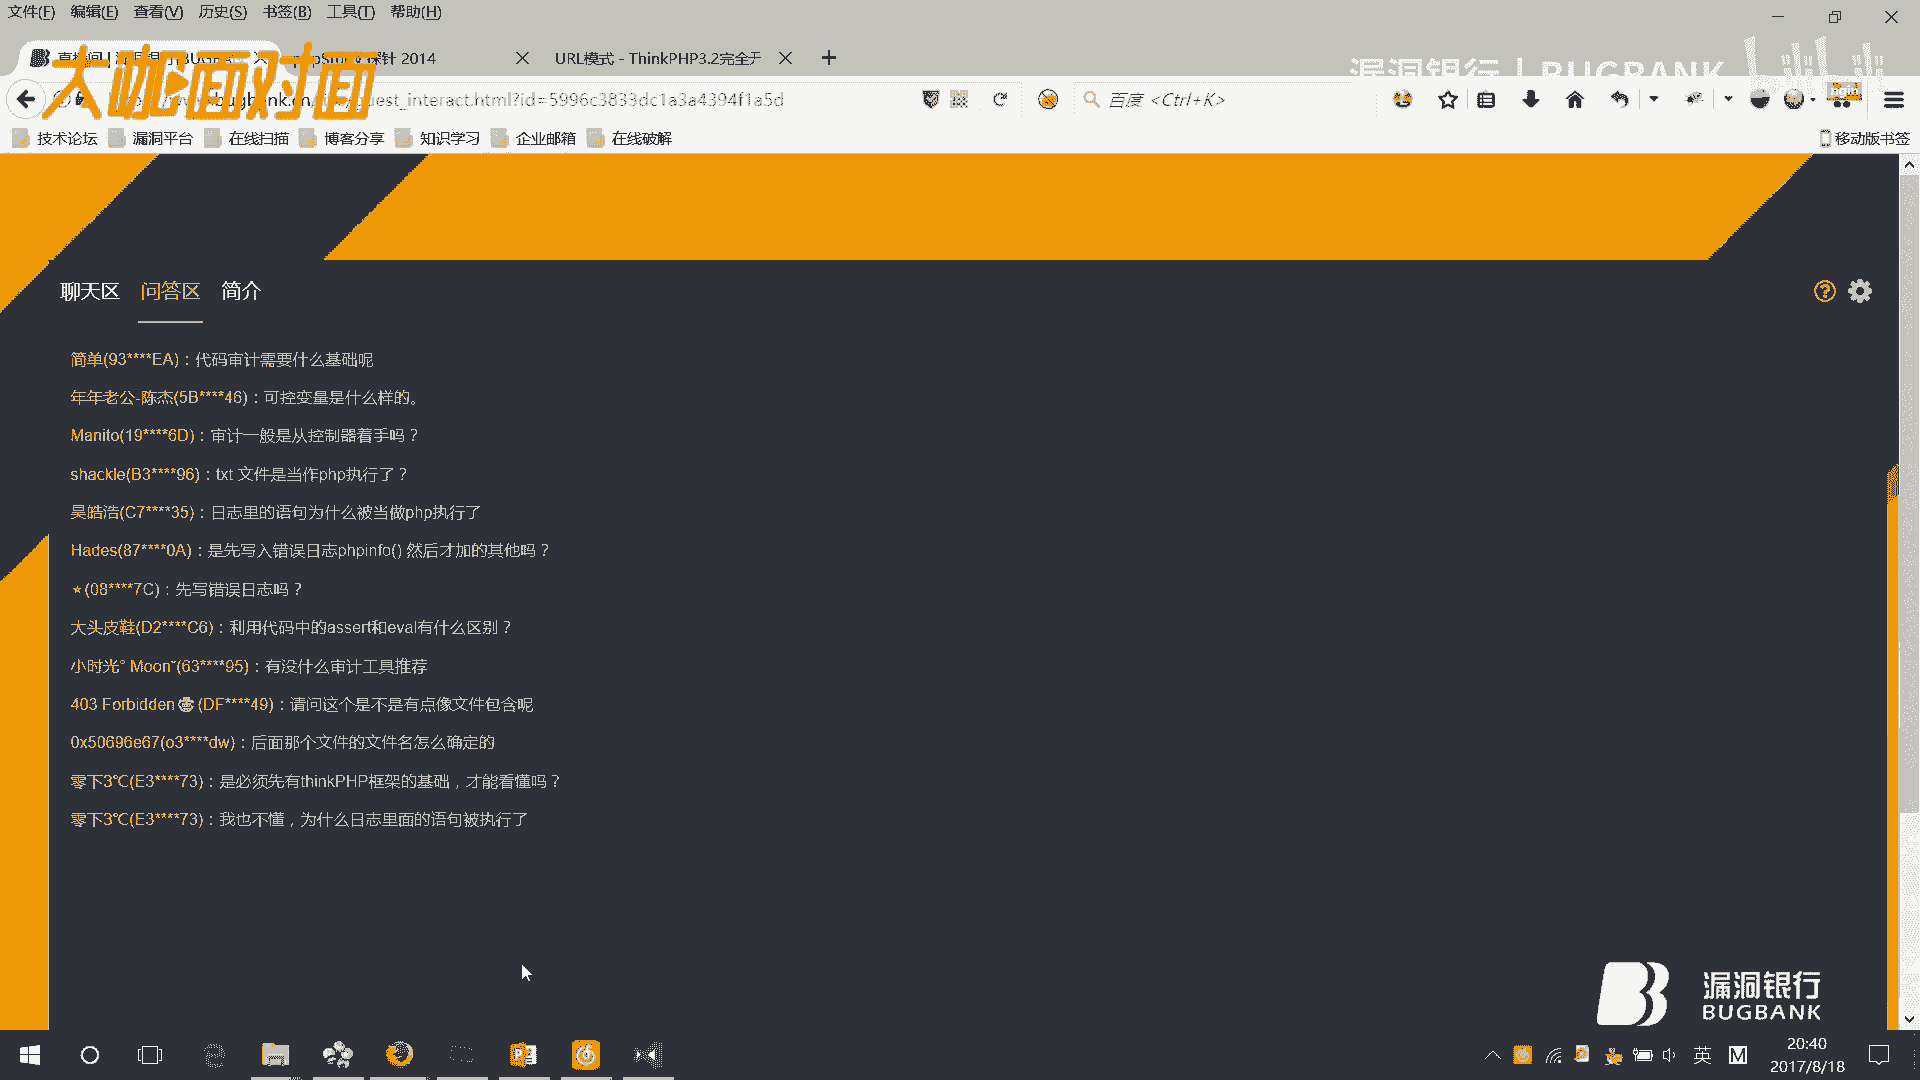 文件(F) 编辑(E) 查看(V) 历史(S) 书签(B) 工具(T) 帮助(H)
大咖面对面
探针 2014
URL模式 - ThinkPHP3.2完全开
漏洞银行 | BUGBANK
bilibili
bugbank.cn
guest_interact.html?id=5996c3833dc1a3a4394f1a5d
百度 <Ctrl+K>
技术论坛 漏洞平台 在线扫描 博客分享 知识学习 企业邮箱 在线破解
移动版书签
聊天区 问答区 简介
简单(93****EA)：代码审计需要什么基础呢
年年老公-陈杰(5B****46)：可控变量是什么样的。
Manito(19****6D)：审计一般是从控制器着手吗？
shackle(B3****96)：txt 文件是当作php执行了？
吴皓浩(C7****35)：日志里的语句为什么被当做php执行了
Hades(87****0A)：是先写入错误日志phpinfo() 然后才加的其他吗？
⭑(08****7C)：先写错误日志吗？
大头皮鞋(D2****C6)：利用代码中的assert和eval有什么区别？
小时光° Moon˜(63****95)：有没什么审计工具推荐
403 Forbidden (DF****49)：请问这个是不是有点像文件包含呢
0x50696e67(o3****dw)：后面那个文件的文件名怎么确定的
零下3℃(E3****73)：是必须先有thinkPHP框架的基础，才能看懂吗？
零下3℃(E3****73)：我也不懂，为什么日志里面的语句被执行了
漏洞银行
BUGBANK
英 M
20:40
2017/8/18